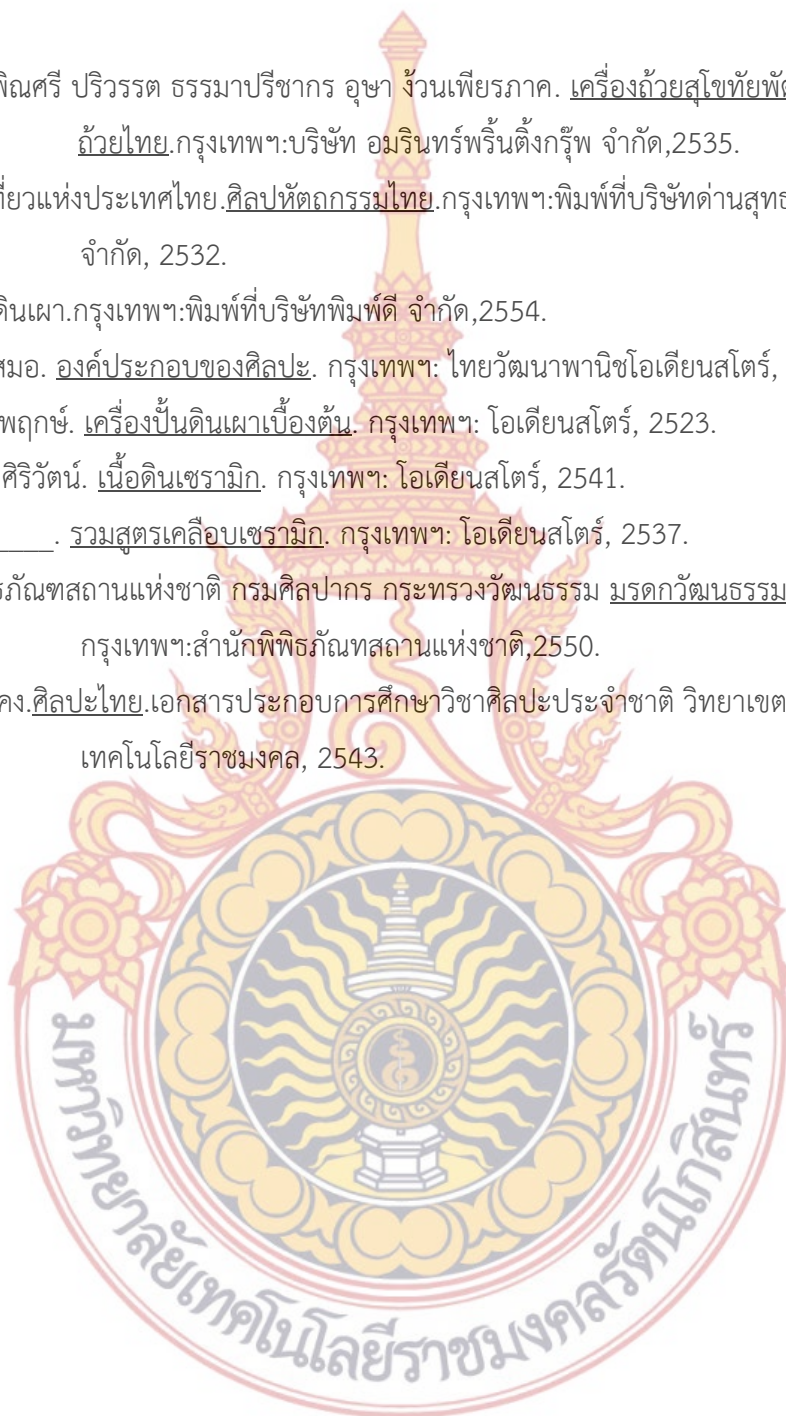 พิณศรี ปริวรรต ธรรมาปรีชากร อุษา ง้วนเพียรภาค. เครื่องถ้วยสุโขทัยพัฒ
ถ้วยไทย.กรุงเทพฯ:บริษัท อมรินทร์พริ้นติ้งกรุ๊พ จำกัด,2535.
ที่ยวแห่งประเทศไทย.ศิลปหัตถกรรมไทย.กรุงเทพฯ:พิมพ์ที่บริษัทด่านสุทธ
จำกัด, 2532.
ดินเผา.กรุงเทพฯ:พิมพ์ที่บริษัทพิมพ์ดี จำกัด,2554.
สมอ. องค์ประกอบของศิลปะ. กรุงเทพฯ: ไทยวัฒนาพานิชโอเดียนสโตร์,
พฤกษ์. เครื่องปั้นดินเผาเบื้องต้น. กรุงเทพฯ: โอเดียนสโตร์, 2523.
ศิริวัตน์. เนื้อดินเซรามิก. กรุงเทพฯ: โอเดียนสโตร์, 2541.
____. รวมสูตรเคลือบเซรามิก. กรุงเทพฯ: โอเดียนสโตร์, 2537.
ธภัณฑสถานแห่งชาติ กรมศิลปากร กระทรวงวัฒนธรรม มรดกวัฒนธรรม
กรุงเทพฯ:สำนักพิพิธภัณฑสถานแห่งชาติ,2550.
คง.ศิลปะไทย.เอกสารประกอบการศึกษาวิชาศิลปะประจำชาติ วิทยาเขต
เทคโนโลยีราชมงคล, 2543.
มหาวิทยาลัยเทคโนโลยีราชมงคลรัตนโกสินทร์